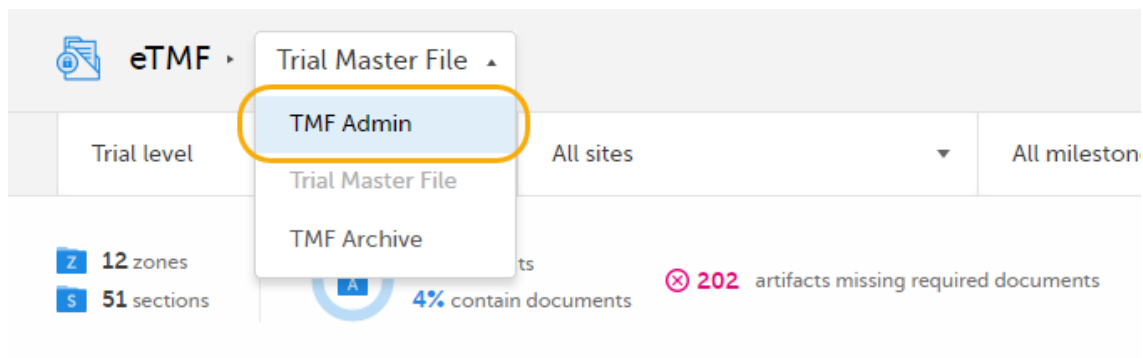 eTMF
Trial Master File
TMF Admin
Trial level
All sites
All mileston
Trial Master File
TMF Archive
Z 12 zones
ts
S 51 sections
A
4% contain documents
202 artifacts missing required documents